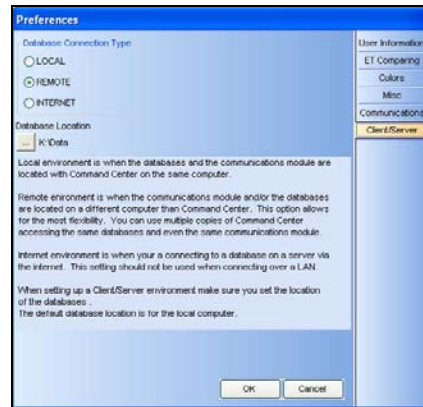 Preferences
Database Connection Type
LOCAL
REMOTE
INTERNET
Database Location
... K:\Data
Local environment is when the databases and the communications module are
located with Command Center on the same computer.
Remote enironment is when the communications module and/or the databases
are located on a different computer than Command Center. This option allows
for the most flexibility. You can use multiple copies of Command Center
accessing the same databases and even the same communications module.
Internet environment is when your a connecting to a database on a server via
the internet. This setting should not be used when connecting over a LAN.
When setting up a Client/Server environment make sure you set the location
of the databases .
The default database location is for the local computer.
OK
Cancel
User Information
ET Comparing
Colors
Misc
Communications
Client/Server